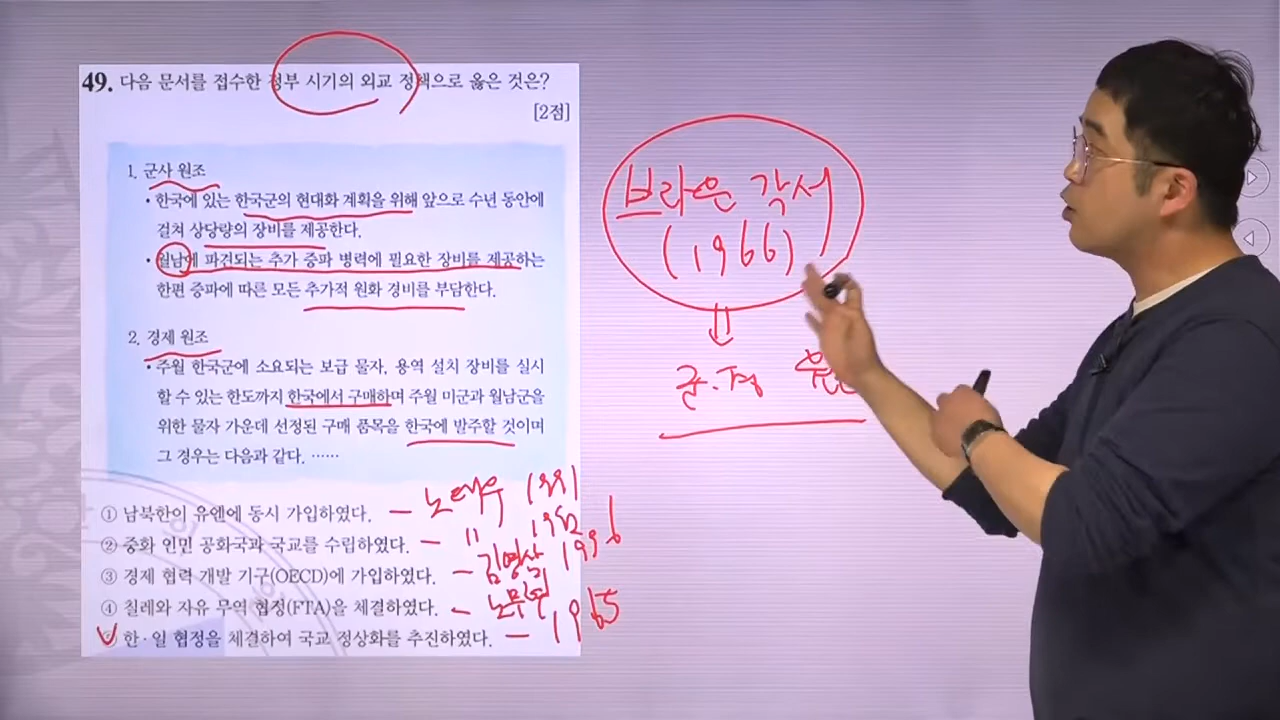 49. 다음 문서를 접수한 정부 시기의 외교 정책으로 옳은 것은?
[2점]
1. 군사 원조
• 한국에 있는 한국군의 현대화 계획을 위해 앞으로 수년 동안에
걸쳐 상당량의 장비를 제공한다.
• 월남에 파견되는 추가 증파 병력에 필요한 장비를 제공하는
한편 증파에 따른 모든 추가적 원화 경비를 부담한다.
2. 경제 원조
• 주월 한국군에 소요되는 보급 물자, 용역 설치 장비를 실시
할 수 있는 한도까지 한국에서 구매하며 주월 미군과 월남군을
위한 물자 가운데 선정된 구매 품목을 한국에 발주할 것이며
그 경우는 다음과 같다. ……
① 남북한이 유엔에 동시 가입하였다. – 노태우 1991
② 중화 인민 공화국과 국교를 수립하였다. – 〃
③ 경제 협력 개발 기구(OECD)에 가입하였다. – 김영삼 1996
④ 칠레와 자유 무역 협정(FTA)을 체결하였다. – 노무현
⑤ 한·일 협정을 체결하여 국교 정상화를 추진하였다. – 1965
브라운 각서
(1966)
군.경